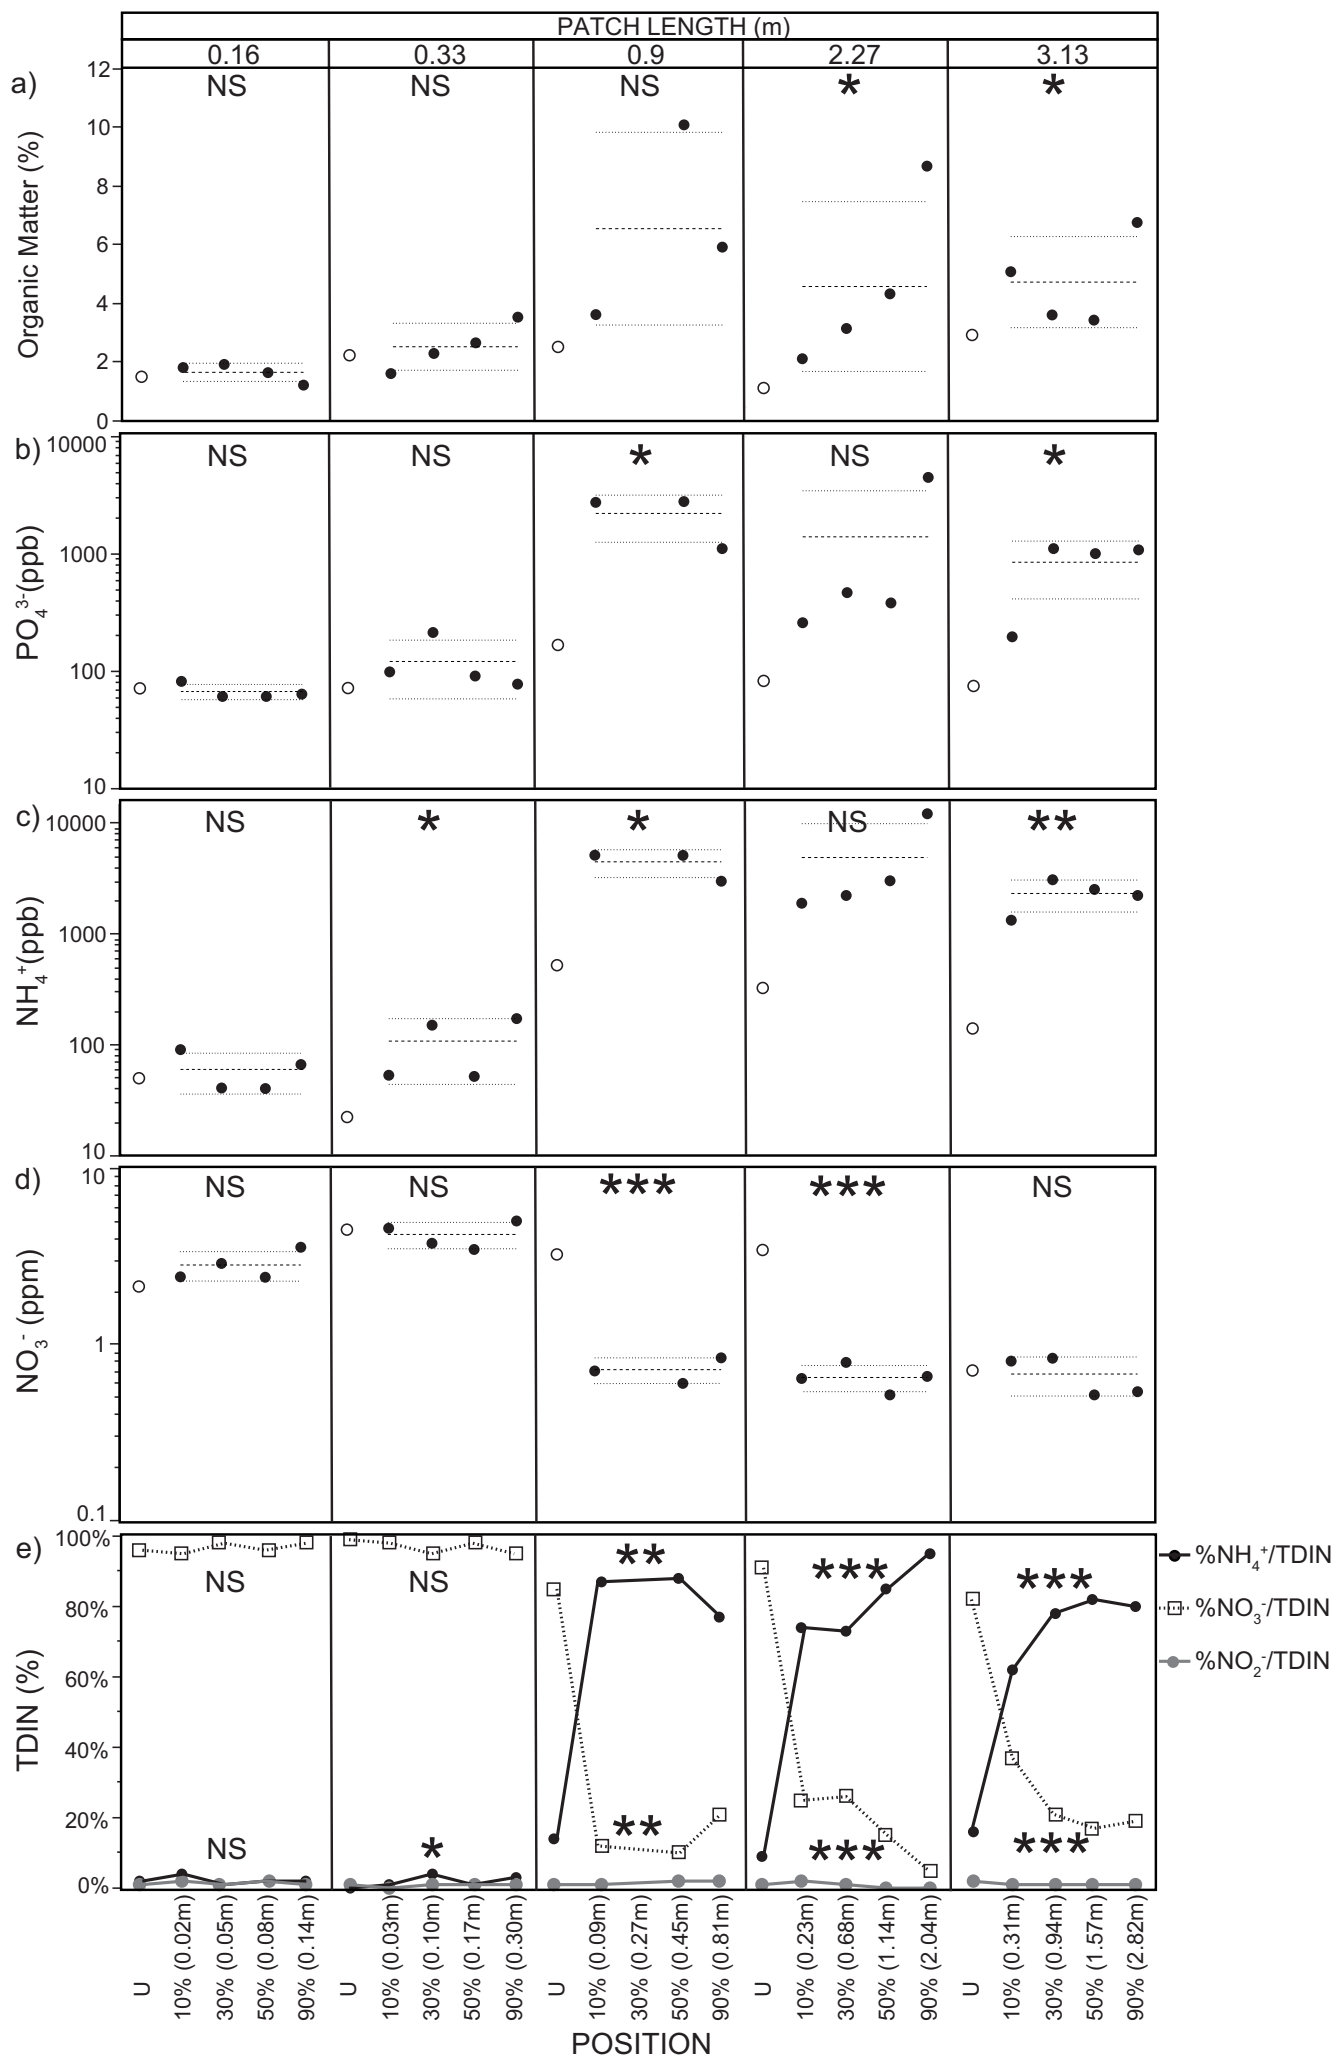 PATCH LENGTH (m)
0.16 0.33 0.9 2.27 3.13
a)
Organic Matter (%)
12
10
8
6
4
2
0
NS NS NS * *
b)
PO₄³⁻(ppb)
10000
1000
100
10
NS NS * NS *
c)
NH₄⁺(ppb)
10000
1000
100
10
NS * * NS **
d)
NO₃⁻ (ppm)
10
1
0.1
NS NS *** *** NS
e)
TDIN (%)
100%
80%
60%
40%
20%
0%
NS NS ** *** ***
NS * ** *** ***
%NH₄⁺/TDIN
%NO₃⁻/TDIN
%NO₂⁻/TDIN
U
10% (0.02m)
30% (0.05m)
50% (0.08m)
90% (0.14m)
U
10% (0.03m)
30% (0.10m)
50% (0.17m)
90% (0.30m)
U
10% (0.09m)
30% (0.27m)
50% (0.45m)
90% (0.81m)
U
10% (0.23m)
30% (0.68m)
50% (1.14m)
90% (2.04m)
U
10% (0.31m)
30% (0.94m)
50% (1.57m)
90% (2.82m)
POSITION